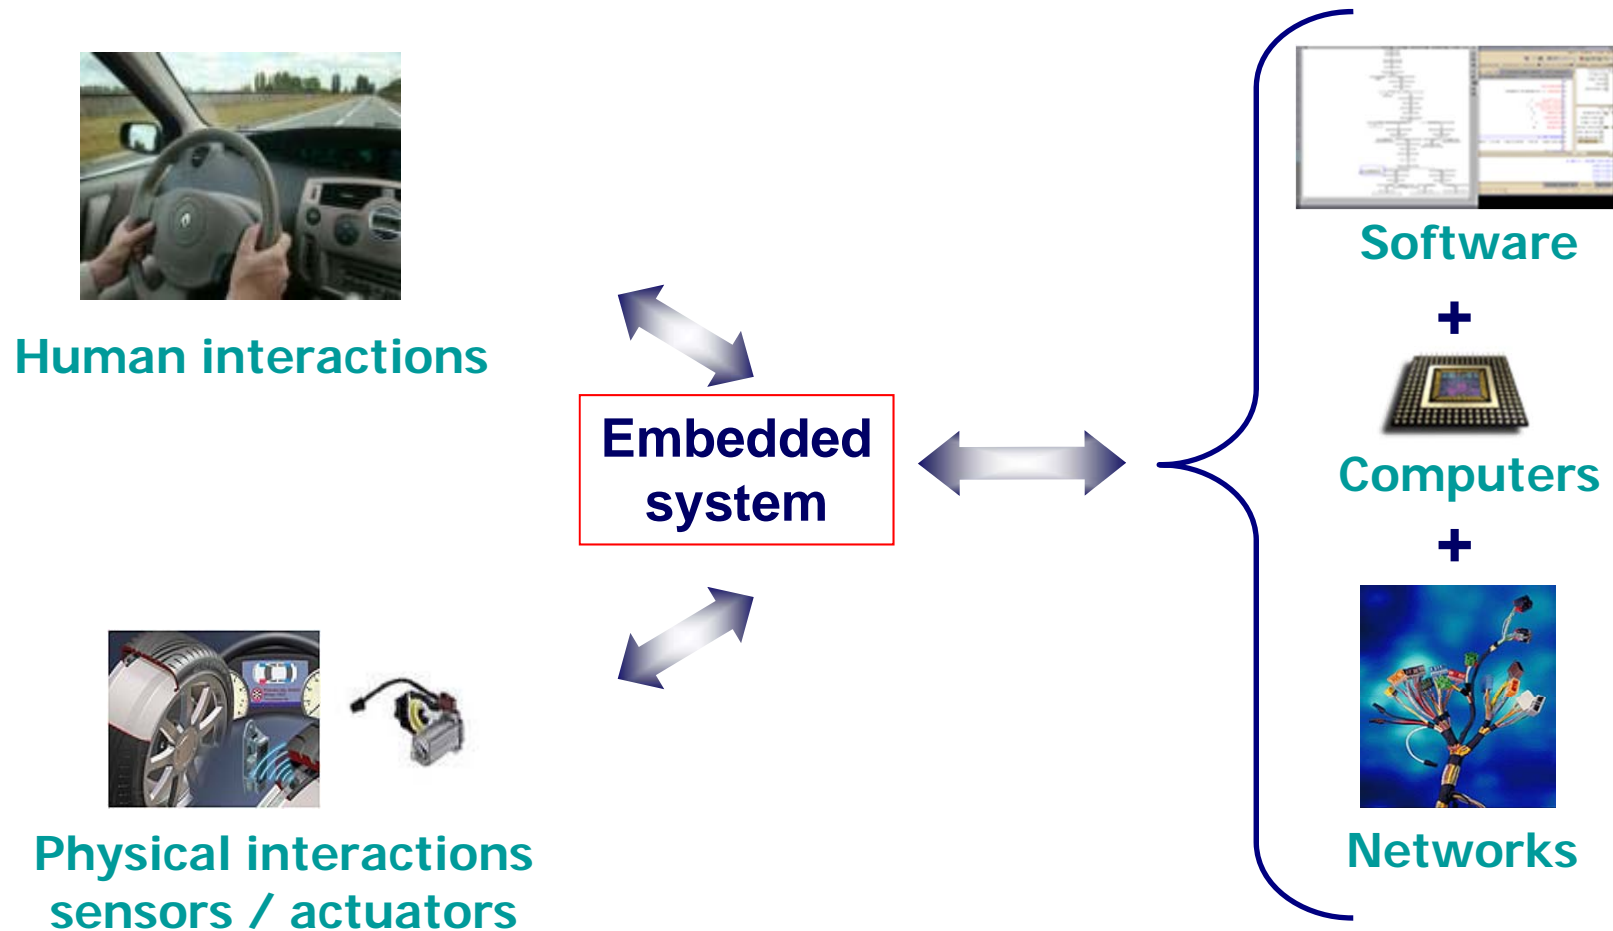 Human interactions
Embedded
system
Physical interactions
sensors / actuators
Software
+
Computers
+
Networks